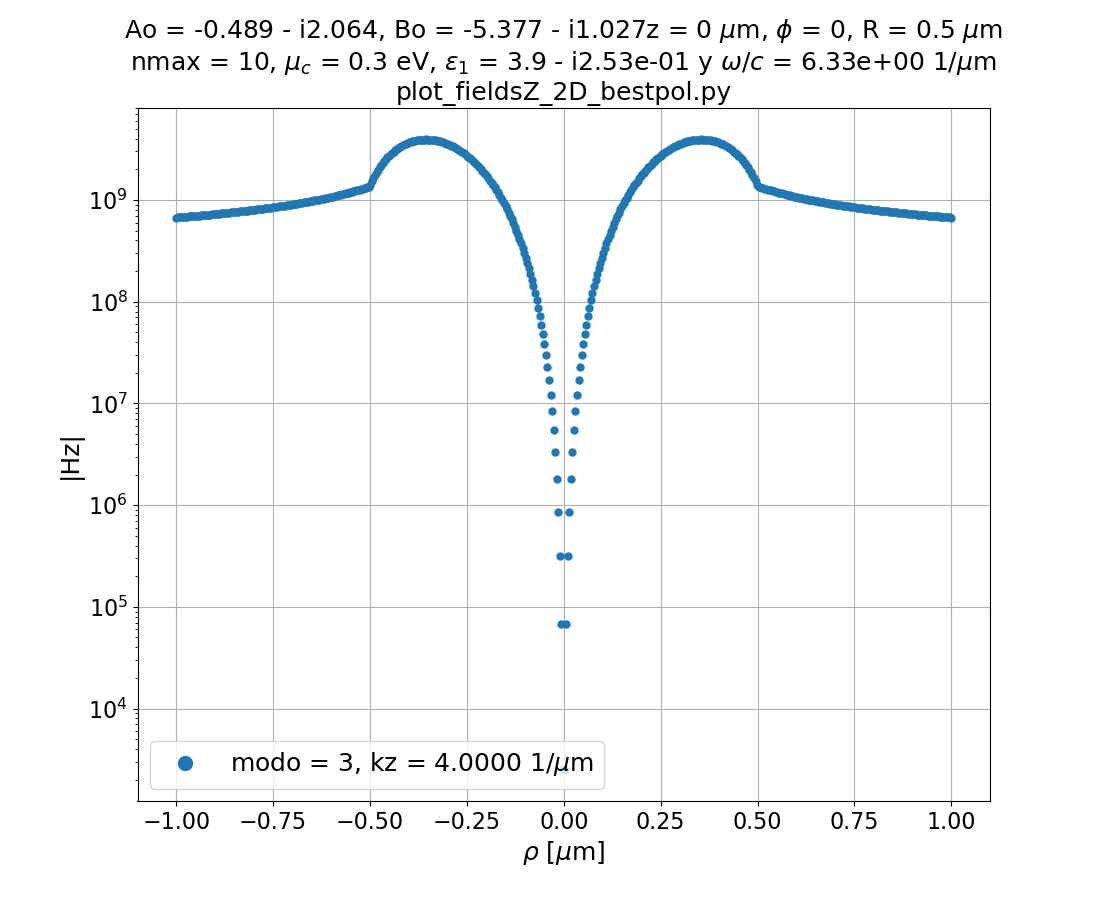 Ao = -0.489 - i2.064, Bo = -5.377 - i1.027z = 0 μm, ϕ = 0, R = 0.5 μm
nmax = 10, μ_c = 0.3 eV, ε_1 = 3.9 - i2.53e-01 y ω/c = 6.33e+00 1/μm
plot_fieldsZ_2D_bestpol.py
10^9
10^8
10^7
10^6
10^5
10^4
|Hz|
modo = 3, kz = 4.0000 1/μm
−1.00 −0.75 −0.50 −0.25 0.00 0.25 0.50 0.75 1.00
ρ [μm]